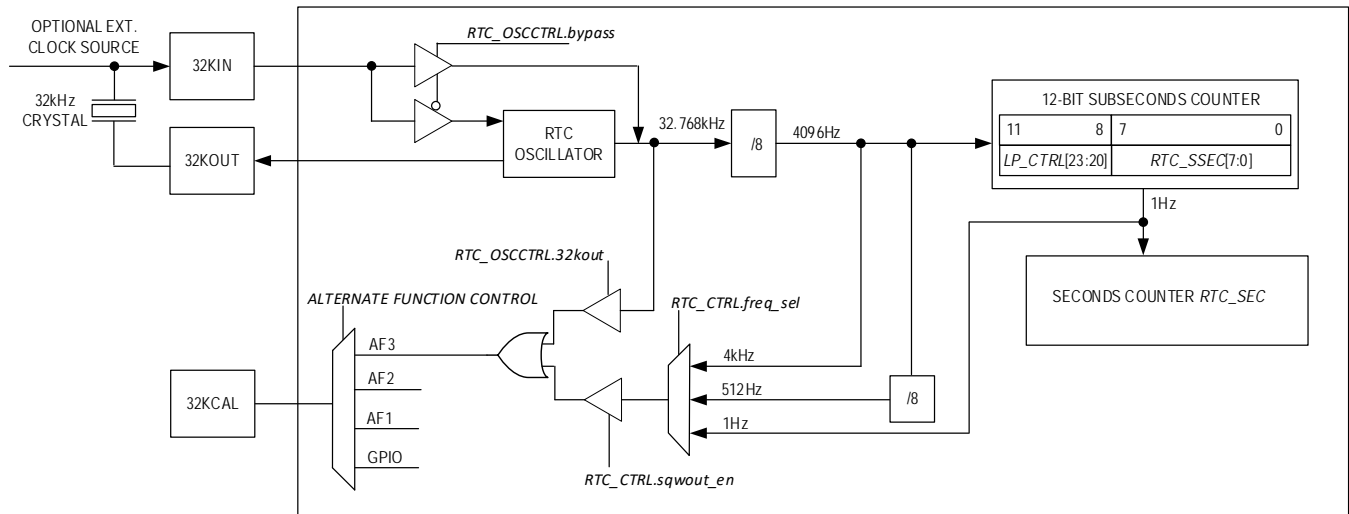 OPTIONAL EXT.
CLOCK SOURCE
32KIN
32kHz
CRYSTAL
32KOUT
RTC_OSCCTRL.bypass
RTC
OSCILLATOR
32.768kHz
/8
4096Hz
12-BIT SUBSECONDS COUNTER
11 8 7 0
LP_CTRL[23:20] RTC_SSEC[7:0]
1Hz
SECONDS COUNTER RTC_SEC
RTC_OSCCTRL.32kout
ALTERNATE FUNCTION CONTROL
RTC_CTRL.freq_sel
AF3
4kHz
32KCAL
AF2
512Hz
/8
AF1
1Hz
GPIO
RTC_CTRL.sqwout_en